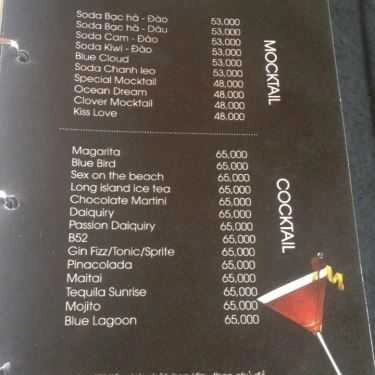 Soda Bạc hà - Đào 53,000
Soda Bạc hà - Dâu 53,000
Soda Cam - Đào 53,000
Soda Kiwi - Đào 53,000
Blue Cloud 53,000
Soda Chanh leo 53,000
Special Mocktail 48,000
Ocean Dream 48,000
Clover Mocktail 48,000
Kiss Love 48,000
MOCKTAIL
Magarita 65,000
Blue Bird 65,000
Sex on the beach 65,000
Long island ice tea 65,000
Chocolate Martini 65,000
Daiquiry 65,000
Passion Daiquiry 65,000
B52 65,000
Gin Fizz/Tonic/Sprite 65,000
Pinacolada 65,000
Maitai 65,000
Tequila Sunrise 65,000
Mojito 65,000
Blue Lagoon 65,000
COCKTAIL